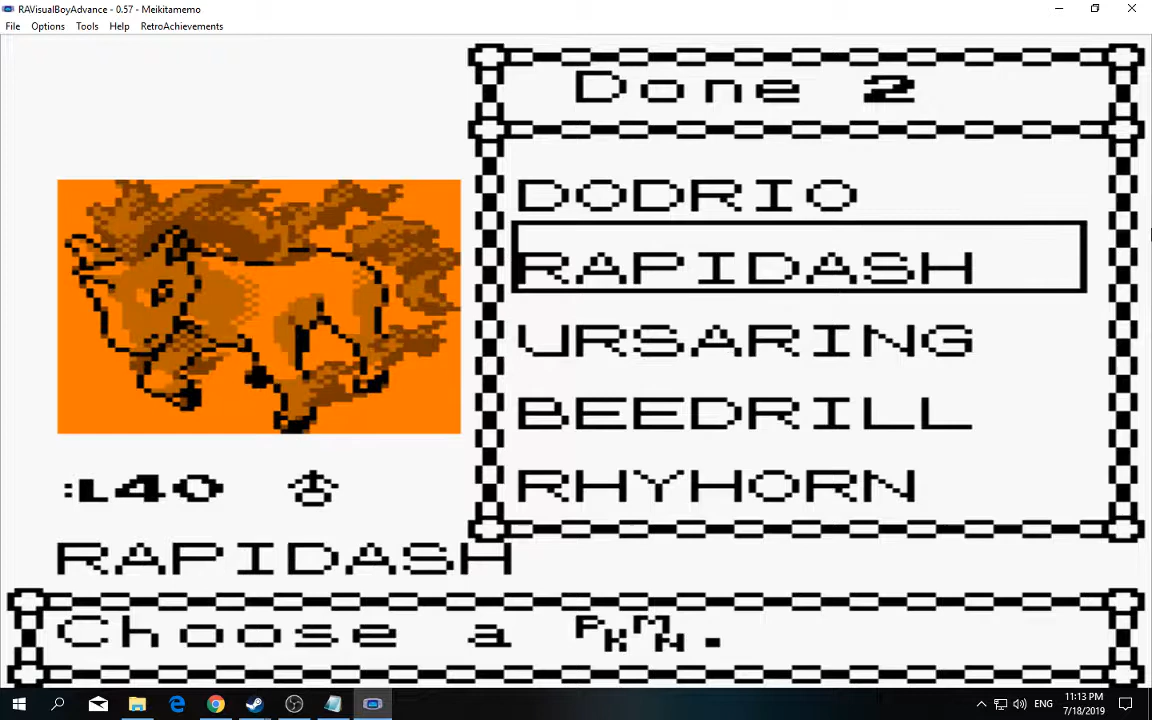 RAVisualBoyAdvance - 0.57 - Meikitamemo
File Options Tools Help RetroAchievements
Done 2
DODRIO
RAPIDASH
URSARING
BEEDRILL
RHYHORN
:L40 ♂
RAPIDASH
Choose a PKMN.
ENG
11:13 PM
7/18/2019